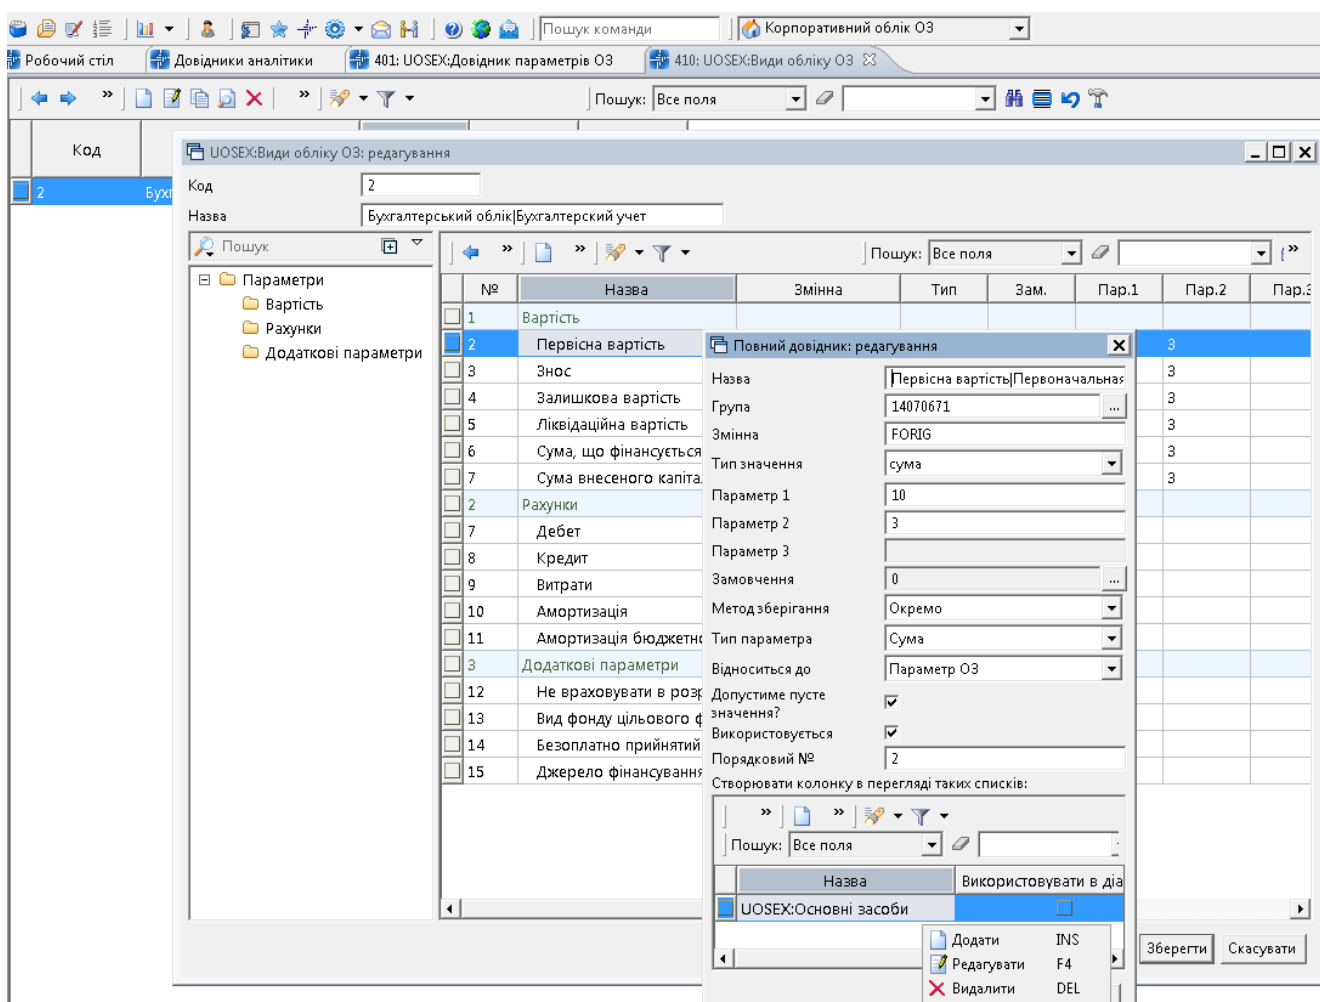 Пошук команди
Корпоративний облік ОЗ
Робочий стіл
Довідники аналітики
401: UOSEX:Довідник параметрів ОЗ
410: UOSEX:Види обліку ОЗ
Пошук: Все поля
Код
2
UOSEX:Види обліку ОЗ: редагування
Код
2
Назва
Бухгалтерський облік|Бухгалтерский учет
Пошук
Параметри
Вартість
Рахунки
Додаткові параметри
Пошук: Все поля
№ Назва Змінна Тип Зам. Пар.1 Пар.2 Пар.3
1 Вартість
2 Первісна вартість 3
3 Знос 3
4 Залишкова вартість 3
5 Ліквідаційна вартість 3
6 Сума, що фінансується 3
7 Сума внесеного капіта 3
2 Рахунки
7 Дебет
8 Кредит
9 Витрати
10 Амортизація
11 Амортизація бюджетно
3 Додаткові параметри
12 Не враховувати в розр
13 Вид фонду цільового ф
14 Безоплатно прийнятий
15 Джерело фінансування
Повний довідник: редагування
Назва Первісна вартість|Первоначальная
Група 14070671 ...
Змінна FORIG
Тип значення сума
Параметр 1 10
Параметр 2 3
Параметр 3
Замовчення 0 ...
Метод зберігання Окремо
Тип параметра Сума
Відноситься до Параметр ОЗ
Допустиме пусте
значення?
Використовується
Порядковий № 2
Створювати колонку в перегляді таких списків:
Пошук: Все поля
Назва Використовувати в діа
UOSEX:Основні засоби
Додати INS
Редагувати F4
Видалити DEL
Зберегти Скасувати